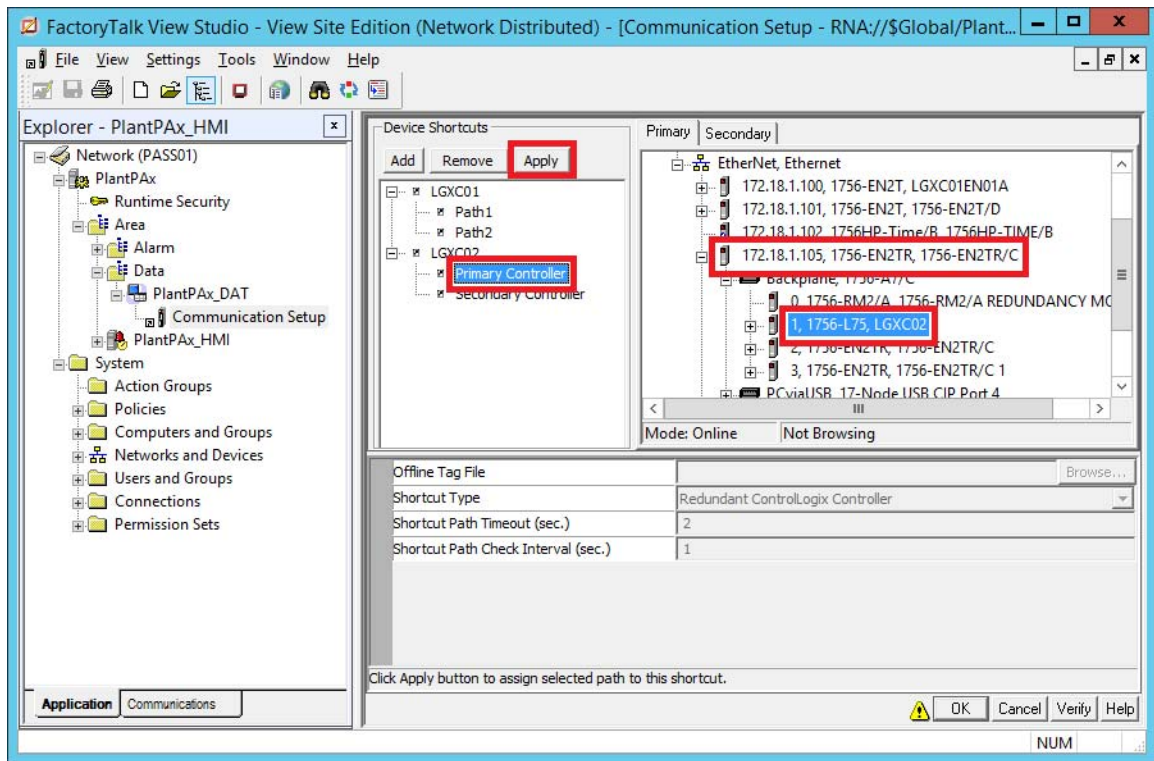 FactoryTalk View Studio - View Site Edition (Network Distributed) - [Communication Setup - RNA://$Global/Plant...
File View Settings Tools Window Help
Explorer - PlantPAx_HMI
Network (PASS01)
PlantPAx
Runtime Security
Area
Alarm
Data
PlantPAx_DAT
Communication Setup
PlantPAx_HMI
System
Action Groups
Policies
Computers and Groups
Networks and Devices
Users and Groups
Connections
Permission Sets
Application Communications
Device Shortcuts
Add Remove Apply
LGXC01
Path1
Path2
LGXC02
Primary Controller
Secondary Controller
Primary Secondary
EtherNet, Ethernet
172.18.1.100, 1756-EN2T, LGXC01EN01A
172.18.1.101, 1756-EN2T, 1756-EN2T/D
172.18.1.102, 1756HP-Time/B, 1756HP-TIME/B
172.18.1.105, 1756-EN2TR, 1756-EN2TR/C
Backplane, 1756-A7/C
0, 1756-RM2/A, 1756-RM2/A REDUNDANCY MO
1, 1756-L75, LGXC02
2, 1756-EN2TR, 1756-EN2TR/C
3, 1756-EN2TR, 1756-EN2TR/C 1
PCviaUSB, 17-Node USB CIP Port 4
Mode: Online Not Browsing
Offline Tag File Browse...
Shortcut Type Redundant ControlLogix Controller
Shortcut Path Timeout (sec.) 2
Shortcut Path Check Interval (sec.) 1
Click Apply button to assign selected path to this shortcut.
OK Cancel Verify Help
NUM